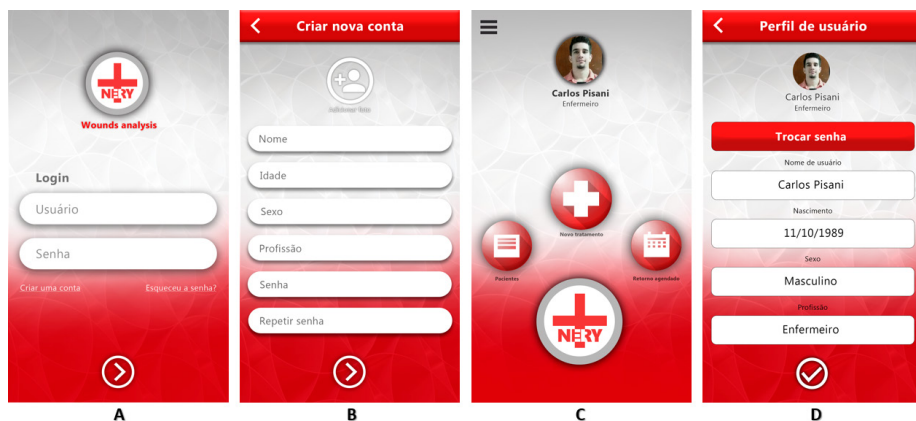 NERY
Wounds analysis
Login
Usuário
Senha
Criar uma conta
Esqueceu a senha?
A
Criar nova conta
Adicionar foto
Nome
Idade
Sexo
Profissão
Senha
Repetir senha
B
Carlos Pisani
Enfermeiro
Novo tratamento
Pacientes
Retorno agendado
NERY
C
Perfil de usuário
Carlos Pisani
Enfermeiro
Trocar senha
Nome de usuário
Carlos Pisani
Nascimento
11/10/1989
Sexo
Masculino
Profissão
Enfermeiro
D